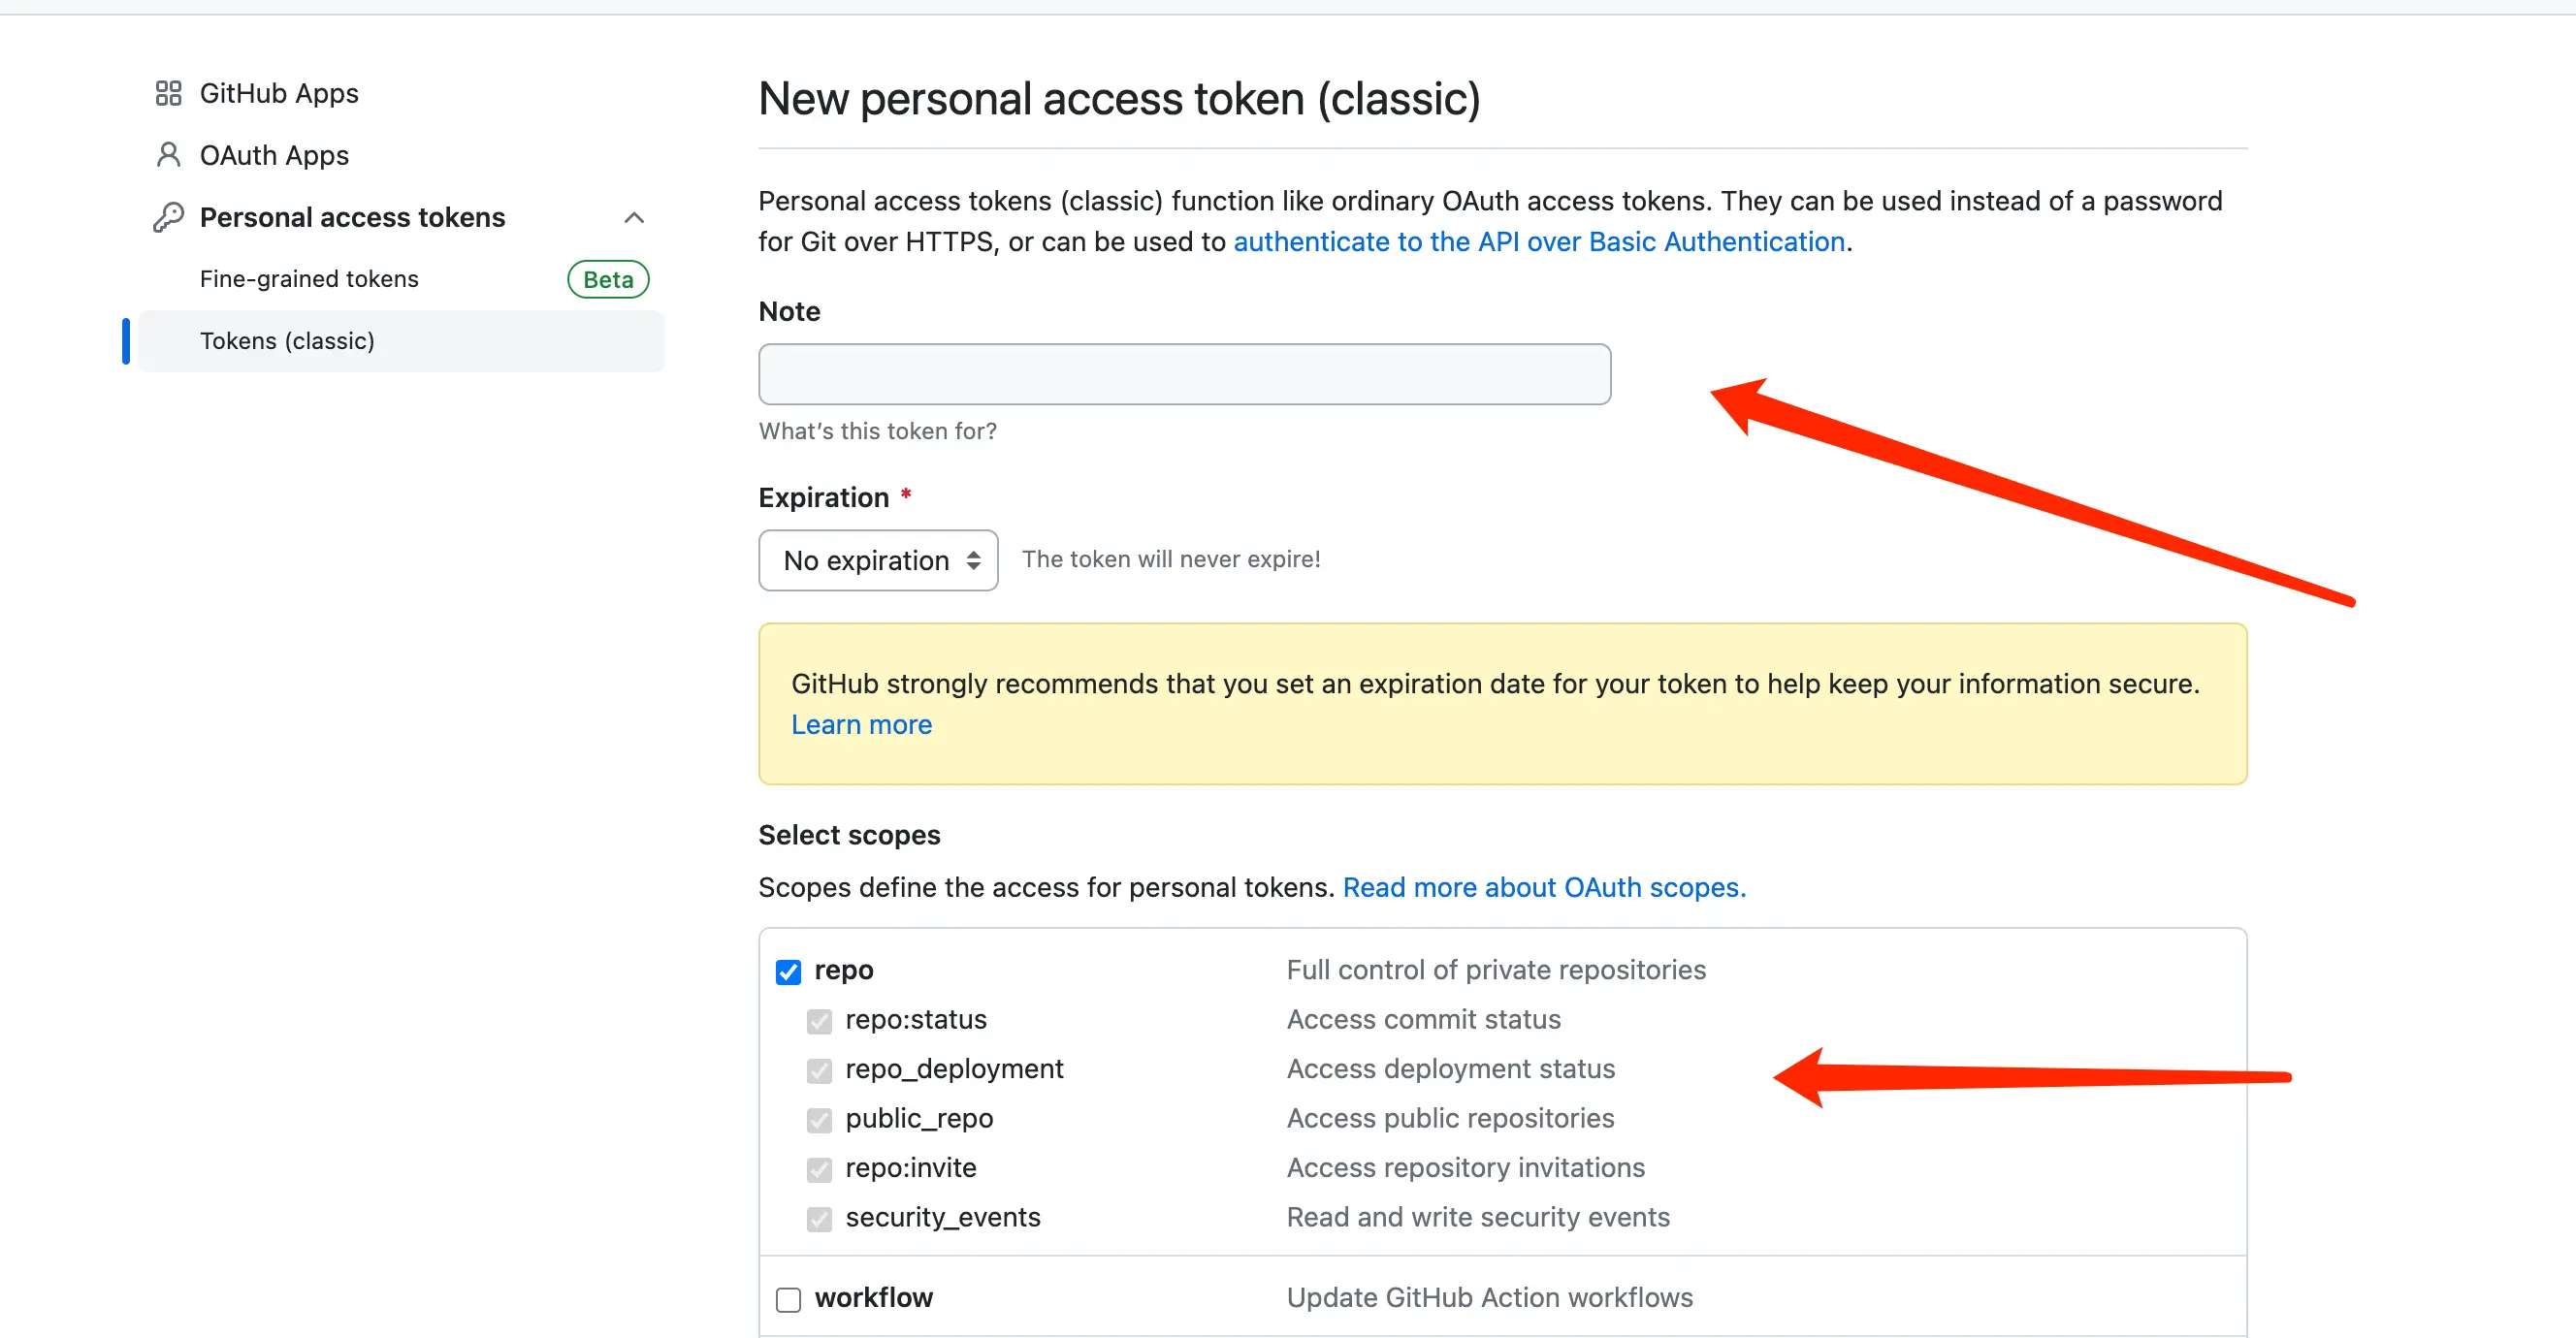 GitHub Apps
OAuth Apps
Personal access tokens
Fine-grained tokens Beta
Tokens (classic)
New personal access token (classic)
Personal access tokens (classic) function like ordinary OAuth access tokens. They can be used instead of a password
for Git over HTTPS, or can be used to authenticate to the API over Basic Authentication.
Note
What's this token for?
Expiration *
No expiration The token will never expire!
GitHub strongly recommends that you set an expiration date for your token to help keep your information secure.
Learn more
Select scopes
Scopes define the access for personal tokens. Read more about OAuth scopes.
repo Full control of private repositories
repo:status Access commit status
repo_deployment Access deployment status
public_repo Access public repositories
repo:invite Access repository invitations
security_events Read and write security events
workflow Update GitHub Action workflows